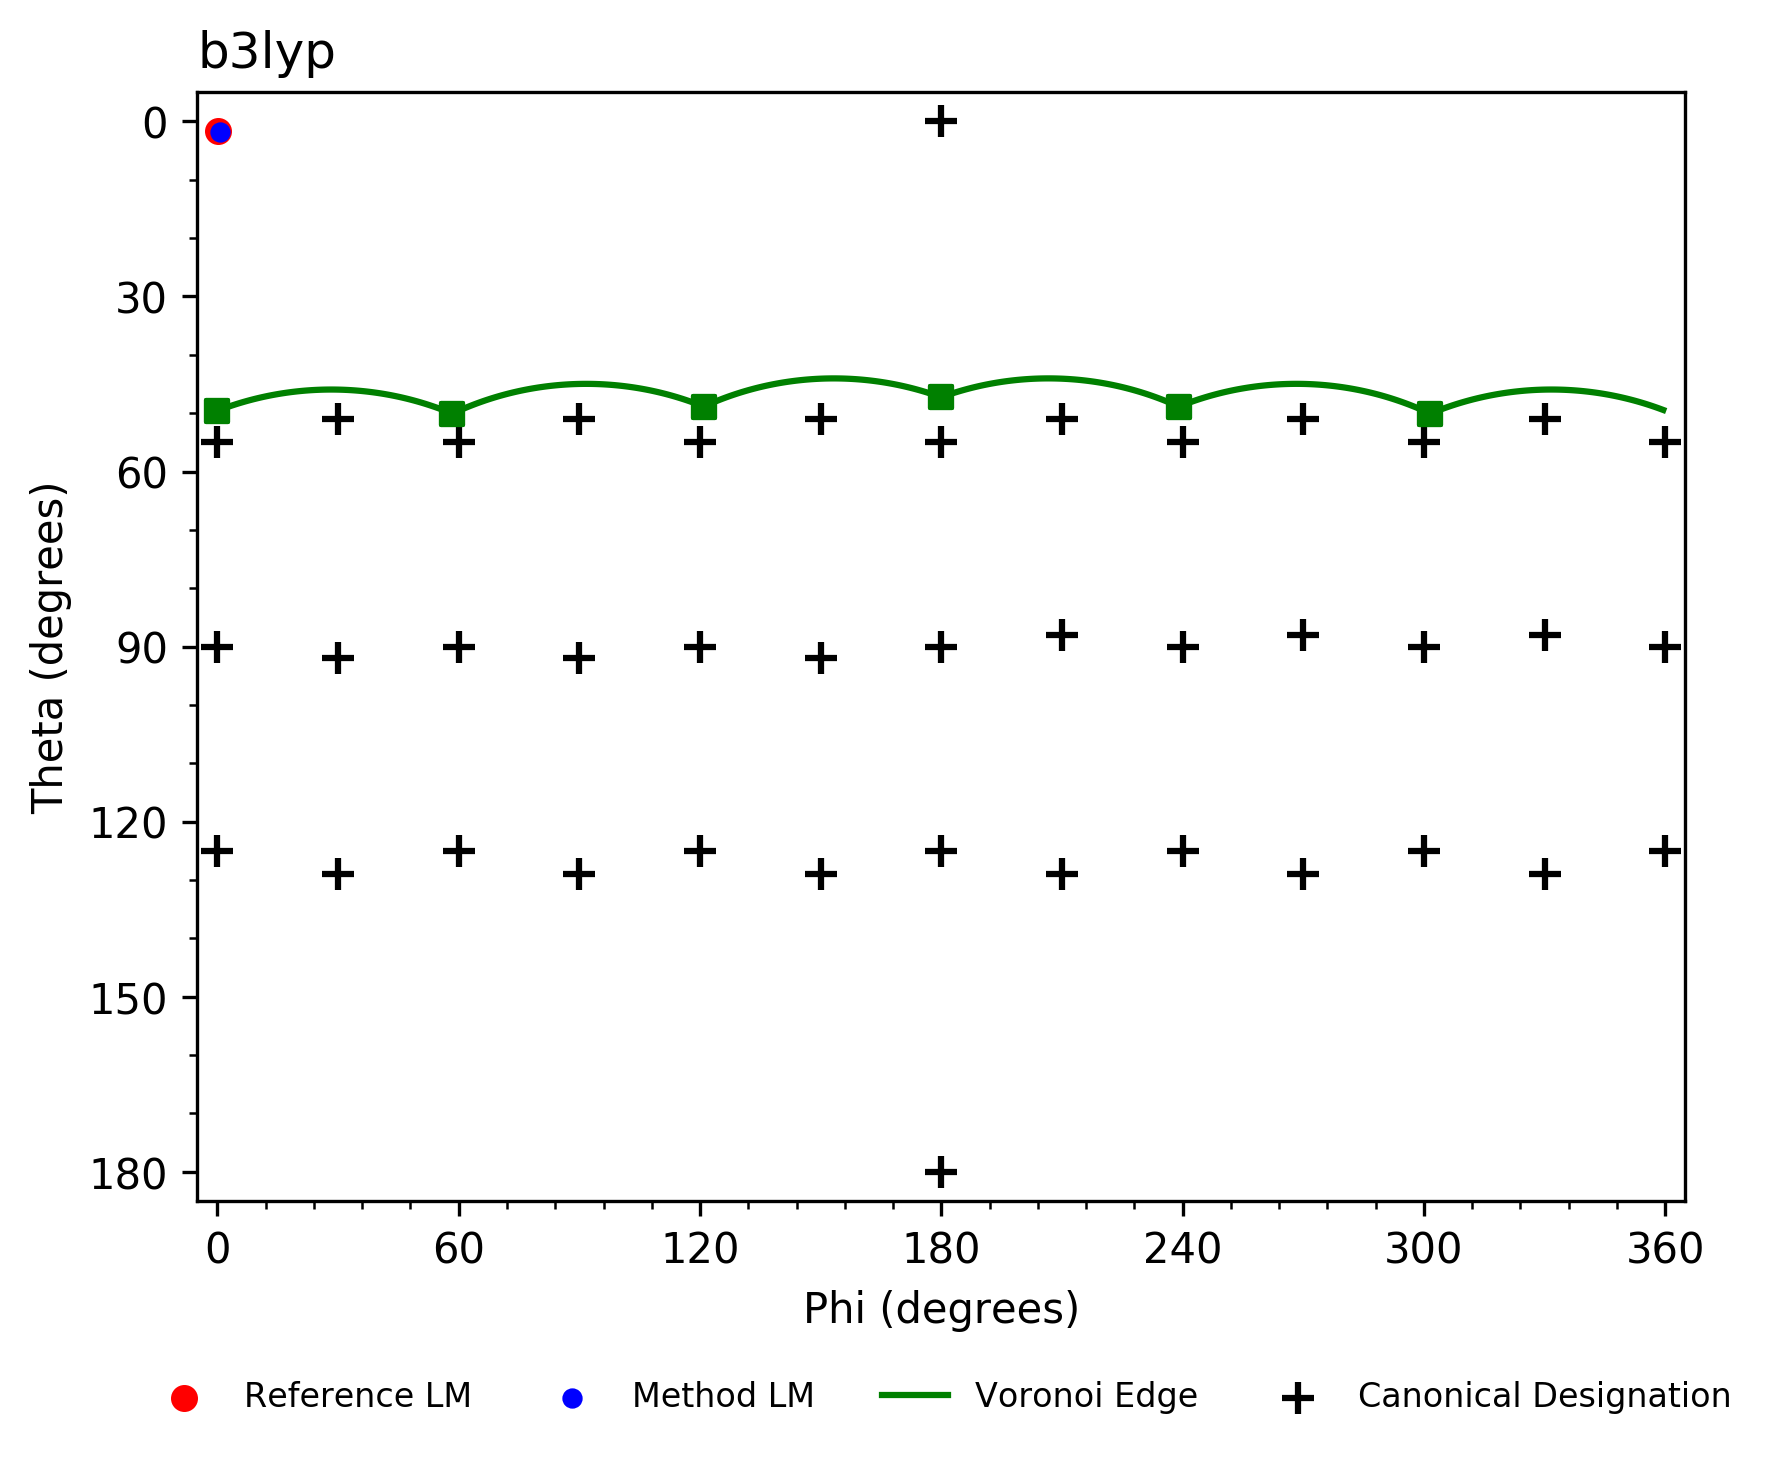 b3lyp
0
30
60
90
120
150
180
Theta (degrees)
0 60 120 180 240 300 360
Phi (degrees)
Reference LM Method LM Voronoi Edge Canonical Designation